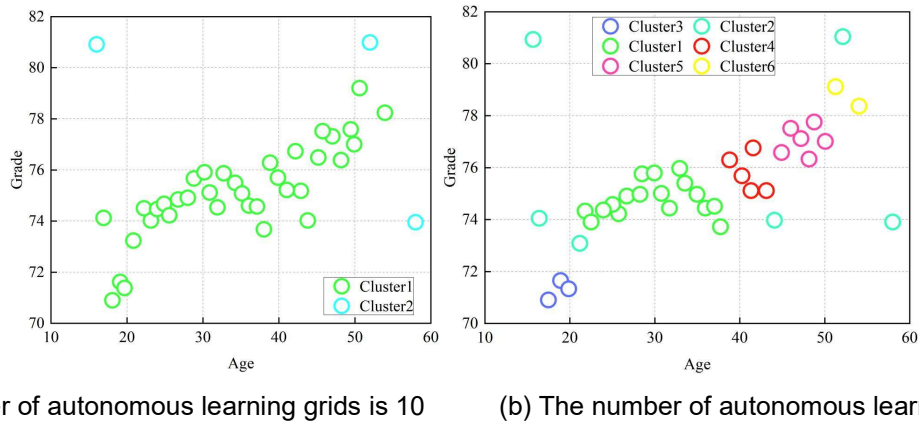 82
80
78
76
74
72
70
Grade
10
20
30
40
50
60
Age
Cluster1
Cluster2
82
80
78
76
74
72
70
Grade
10
20
30
40
50
60
Age
Cluster3 Cluster2
Cluster1 Cluster4
Cluster5 Cluster6
of autonomous learning grids is 10 (b) The number of autonomous